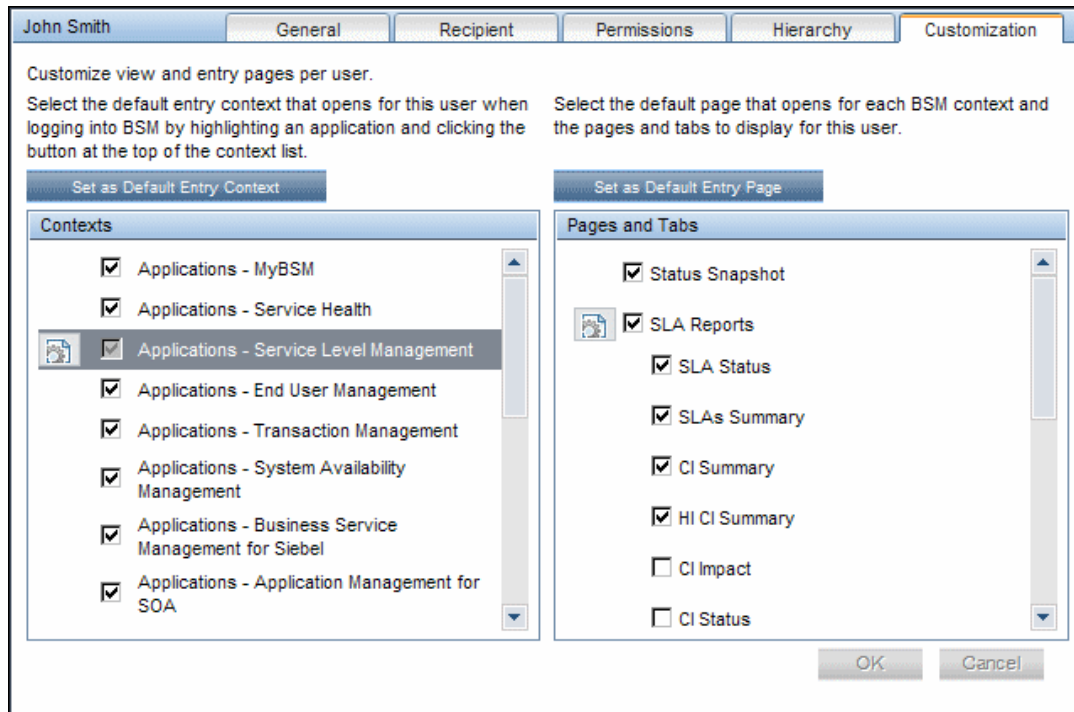 John Smith
General
Recipient
Permissions
Hierarchy
Customization
Customize view and entry pages per user.
Select the default entry context that opens for this user when
logging into BSM by highlighting an application and clicking the
button at the top of the context list.
Select the default page that opens for each BSM context and
the pages and tabs to display for this user.
Set as Default Entry Context
Set as Default Entry Page
Contexts
Applications - MyBSM
Applications - Service Health
Applications - Service Level Management
Applications - End User Management
Applications - Transaction Management
Applications - System Availability
Management
Applications - Business Service
Management for Siebel
Applications - Application Management for
SOA
Pages and Tabs
Status Snapshot
SLA Reports
SLA Status
SLAs Summary
CI Summary
HI CI Summary
CI Impact
CI Status
OK
Cancel